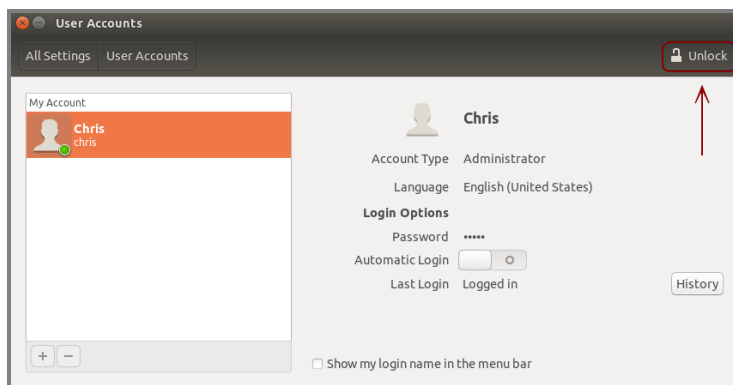 User Accounts
All Settings User Accounts
Unlock
My Account
Chris
chris
Chris
Account Type Administrator
Language English (United States)
Login Options
Password •••••
Automatic Login
Last Login Logged in
History
+ −
Show my login name in the menu bar